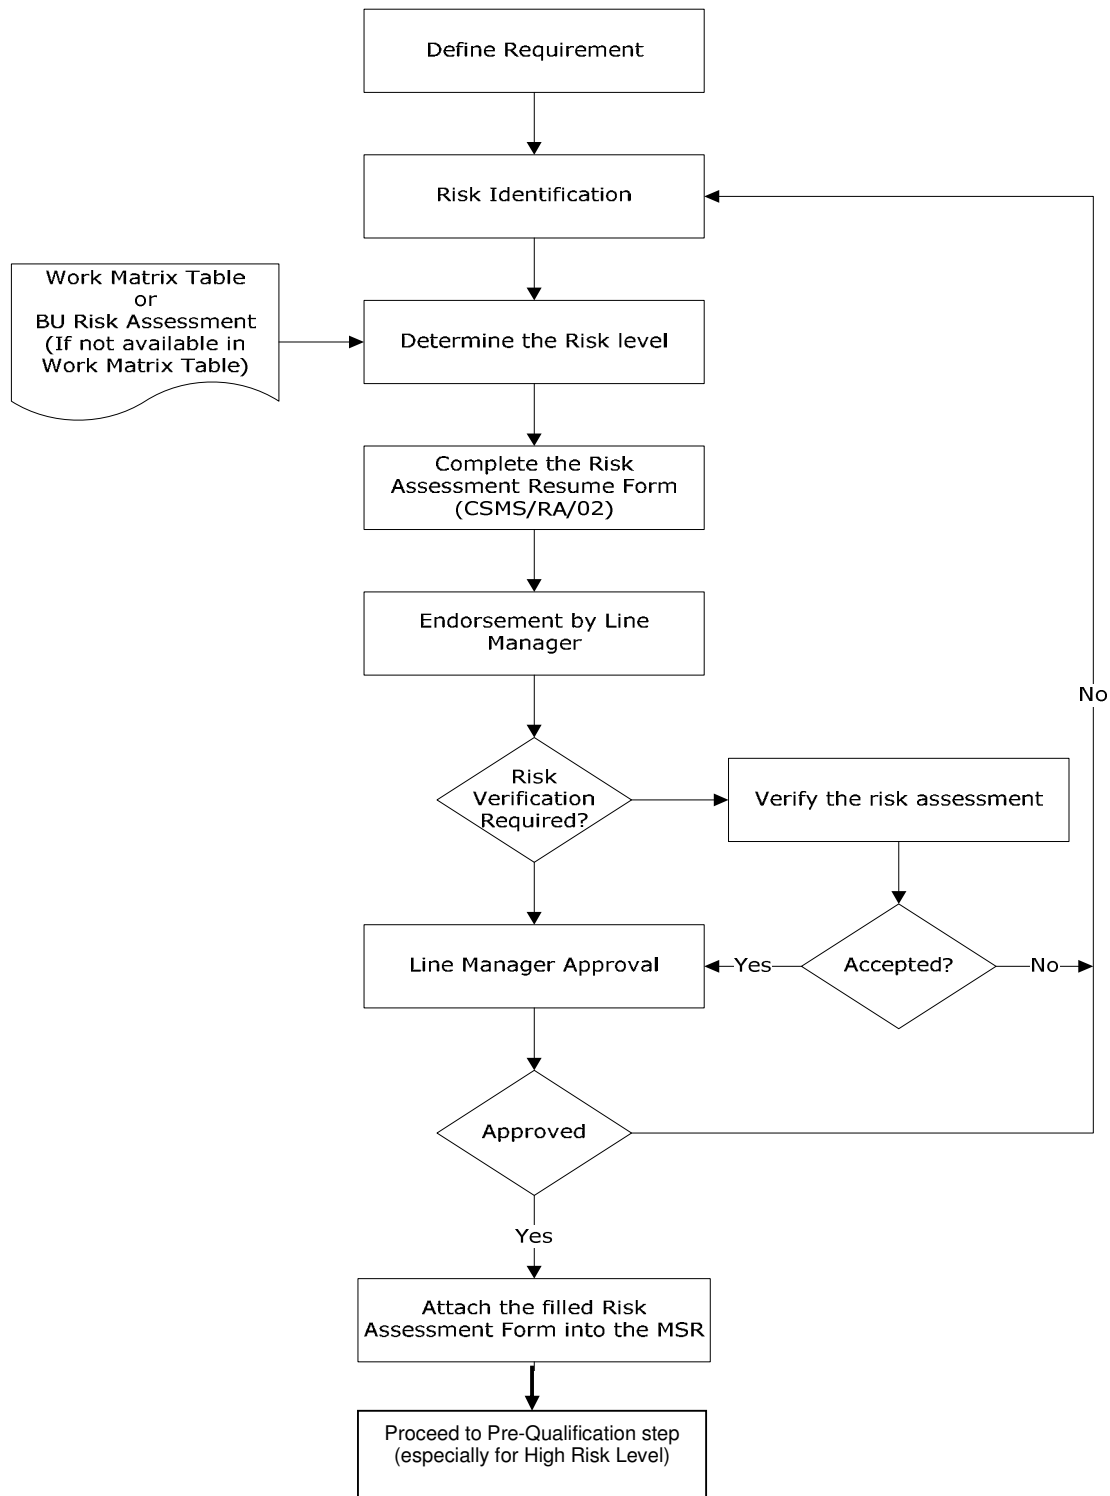 Define Requirement
Risk Identification
Work Matrix Table
or
BU Risk Assessment
(If not available in
Work Matrix Table)
Determine the Risk level
Complete the Risk
Assessment Resume Form
(CSMS/RA/02)
Endorsement by Line
Manager
No
Risk
Verification
Required?
Verify the risk assessment
Line Manager Approval
Yes
Accepted?
No
Approved
Yes
Attach the filled Risk
Assessment Form into the MSR
Proceed to Pre-Qualification step
(especially for High Risk Level)